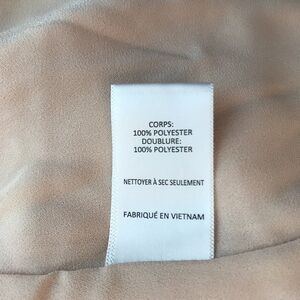 CORPS:
100% POLYESTER
DOUBLURE:
100% POLYESTER
NETTOYER À SEC SEULEMENT
FABRIQUÉ EN VIETNAM